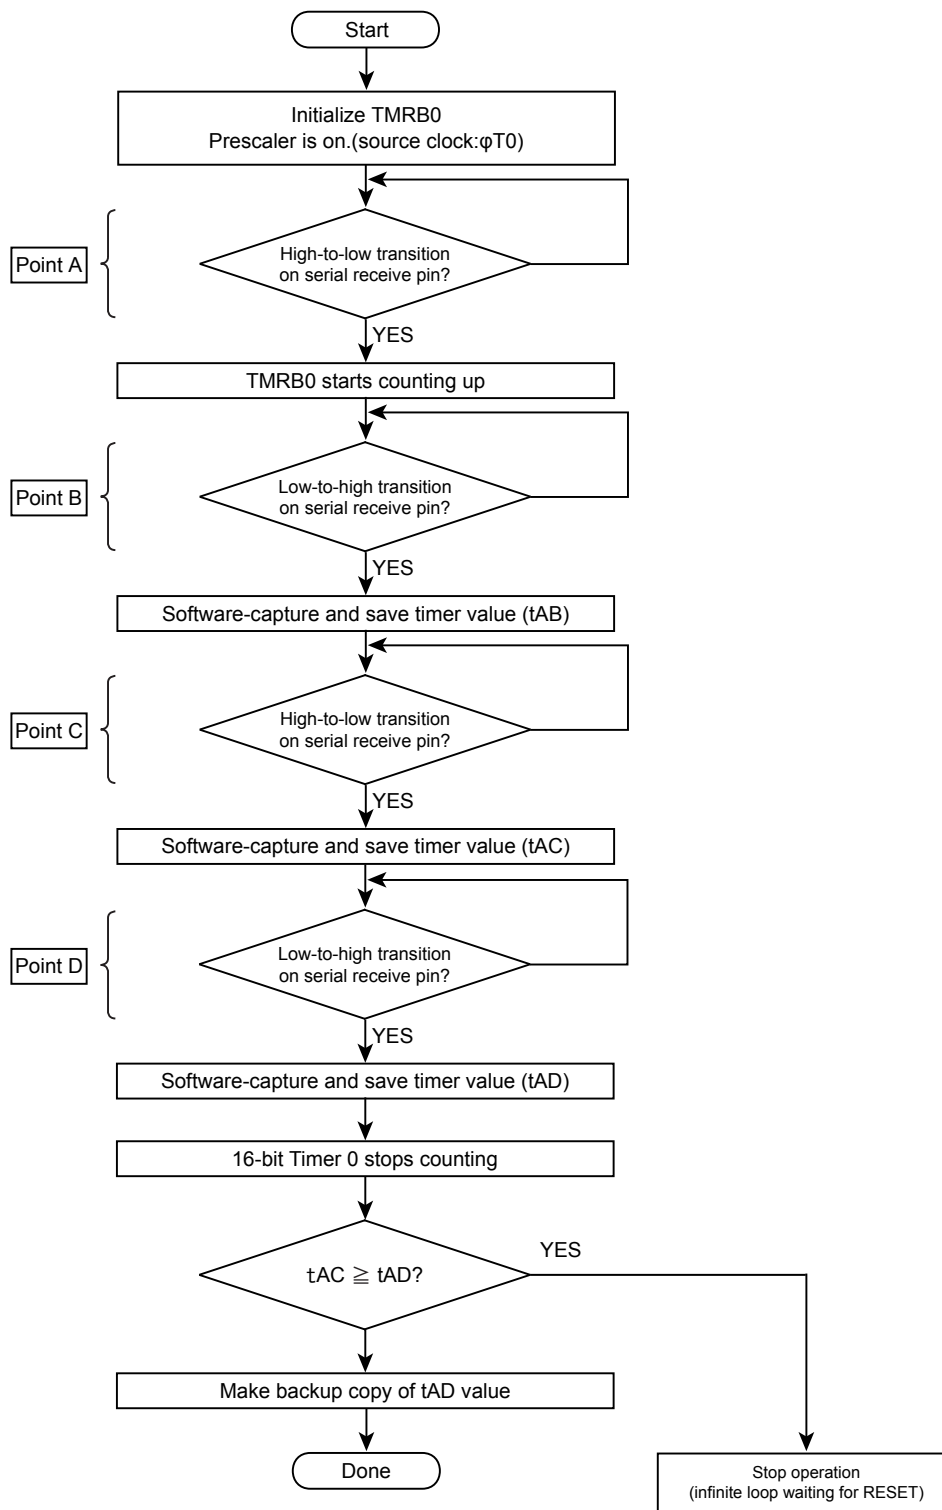 Start
Initialize TMRB0
Prescaler is on.(source clock:φT0)
Point A
High-to-low transition
on serial receive pin?
YES
TMRB0 starts counting up
Point B
Low-to-high transition
on serial receive pin?
YES
Software-capture and save timer value (tAB)
Point C
High-to-low transition
on serial receive pin?
YES
Software-capture and save timer value (tAC)
Point D
Low-to-high transition
on serial receive pin?
YES
Software-capture and save timer value (tAD)
16-bit Timer 0 stops counting
YES
tAC ≧ tAD?
Make backup copy of tAD value
Done
Stop operation
(infinite loop waiting for RESET)